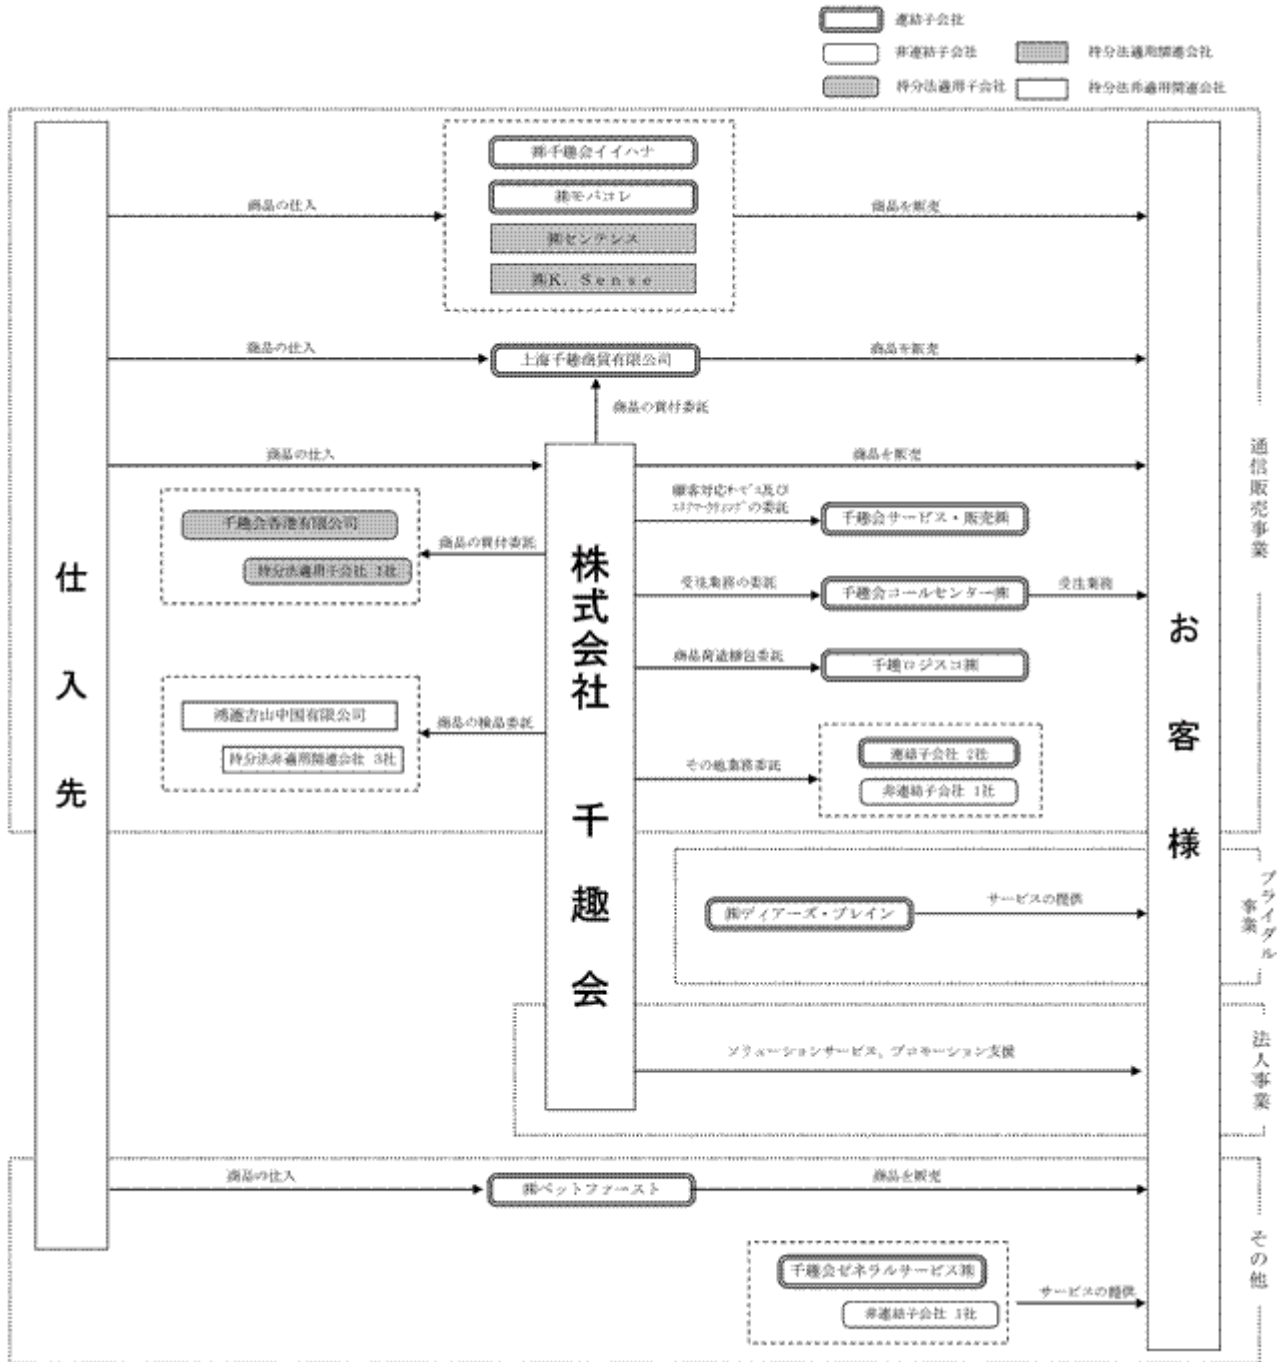 連結子会社
非連結子会社
持分法適用関連会社
持分法適用子会社
持分法非適用関連会社
㈱千趣会イイハナ
㈱モバコレ
㈱センテンス
㈱K. Sense
商品の仕入
商品を販売
商品の仕入
上海千趣商貿有限公司
商品を販売
商品の買付委託
商品の仕入
商品を販売
通信販売事業
顧客対応サービス及び
の委託
千趣会サービス・販売㈱
千趣会香港有限公司
持分法適用子会社 1社
商品の買付委託
受注業務の委託
千趣会コールセンター㈱
受注業務
商品荷造梱包委託
千趣ロジスコ㈱
鴻遜吉山中国有限公司
持分法非適用関連会社 3社
商品の検品委託
その他業務委託
連結子会社 2社
非連結子会社 1社
仕入先
株式会社 千趣会
お客様
㈱ディアーズ・ブレイン
サービスの提供
ブライダル
事業
ソリューションサービス、プロモーション支援
法人事業
商品の仕入
㈱ペットファースト
商品を販売
その他
千趣会ゼネラルサービス㈱
非連結子会社 1社
サービスの提供